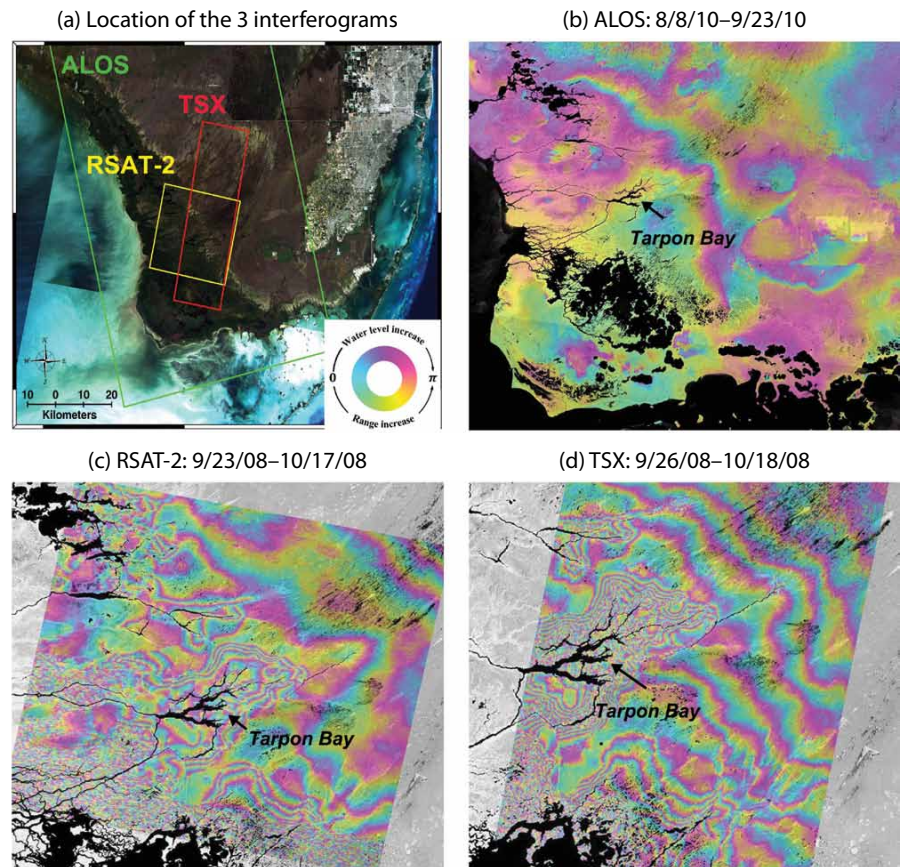 (a) Location of the 3 interferograms
ALOS
TSX
RSAT-2
N
W E
S
10 0 10 20
Kilometers
Water level increase
0 π
Range increase
(b) ALOS: 8/8/10–9/23/10
Tarpon Bay
(c) RSAT-2: 9/23/08–10/17/08
Tarpon Bay
(d) TSX: 9/26/08–10/18/08
Tarpon Bay